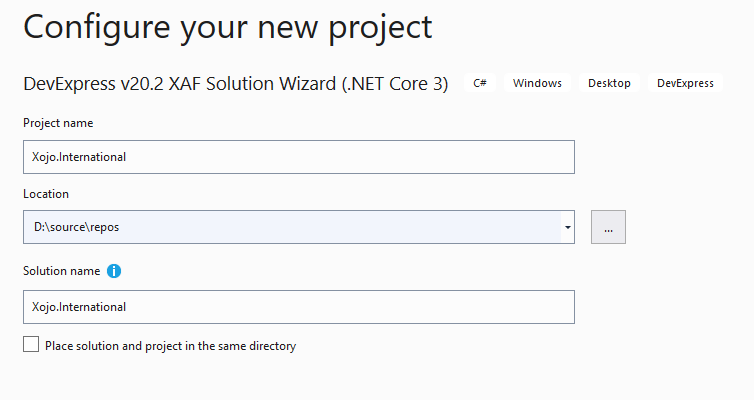 Configure your new project
DevExpress v20.2 XAF Solution Wizard (.NET Core 3) C# Windows Desktop DevExpress
Project name
Xojo.International
Location
D:\source\repos ...
Solution name
Xojo.International
Place solution and project in the same directory